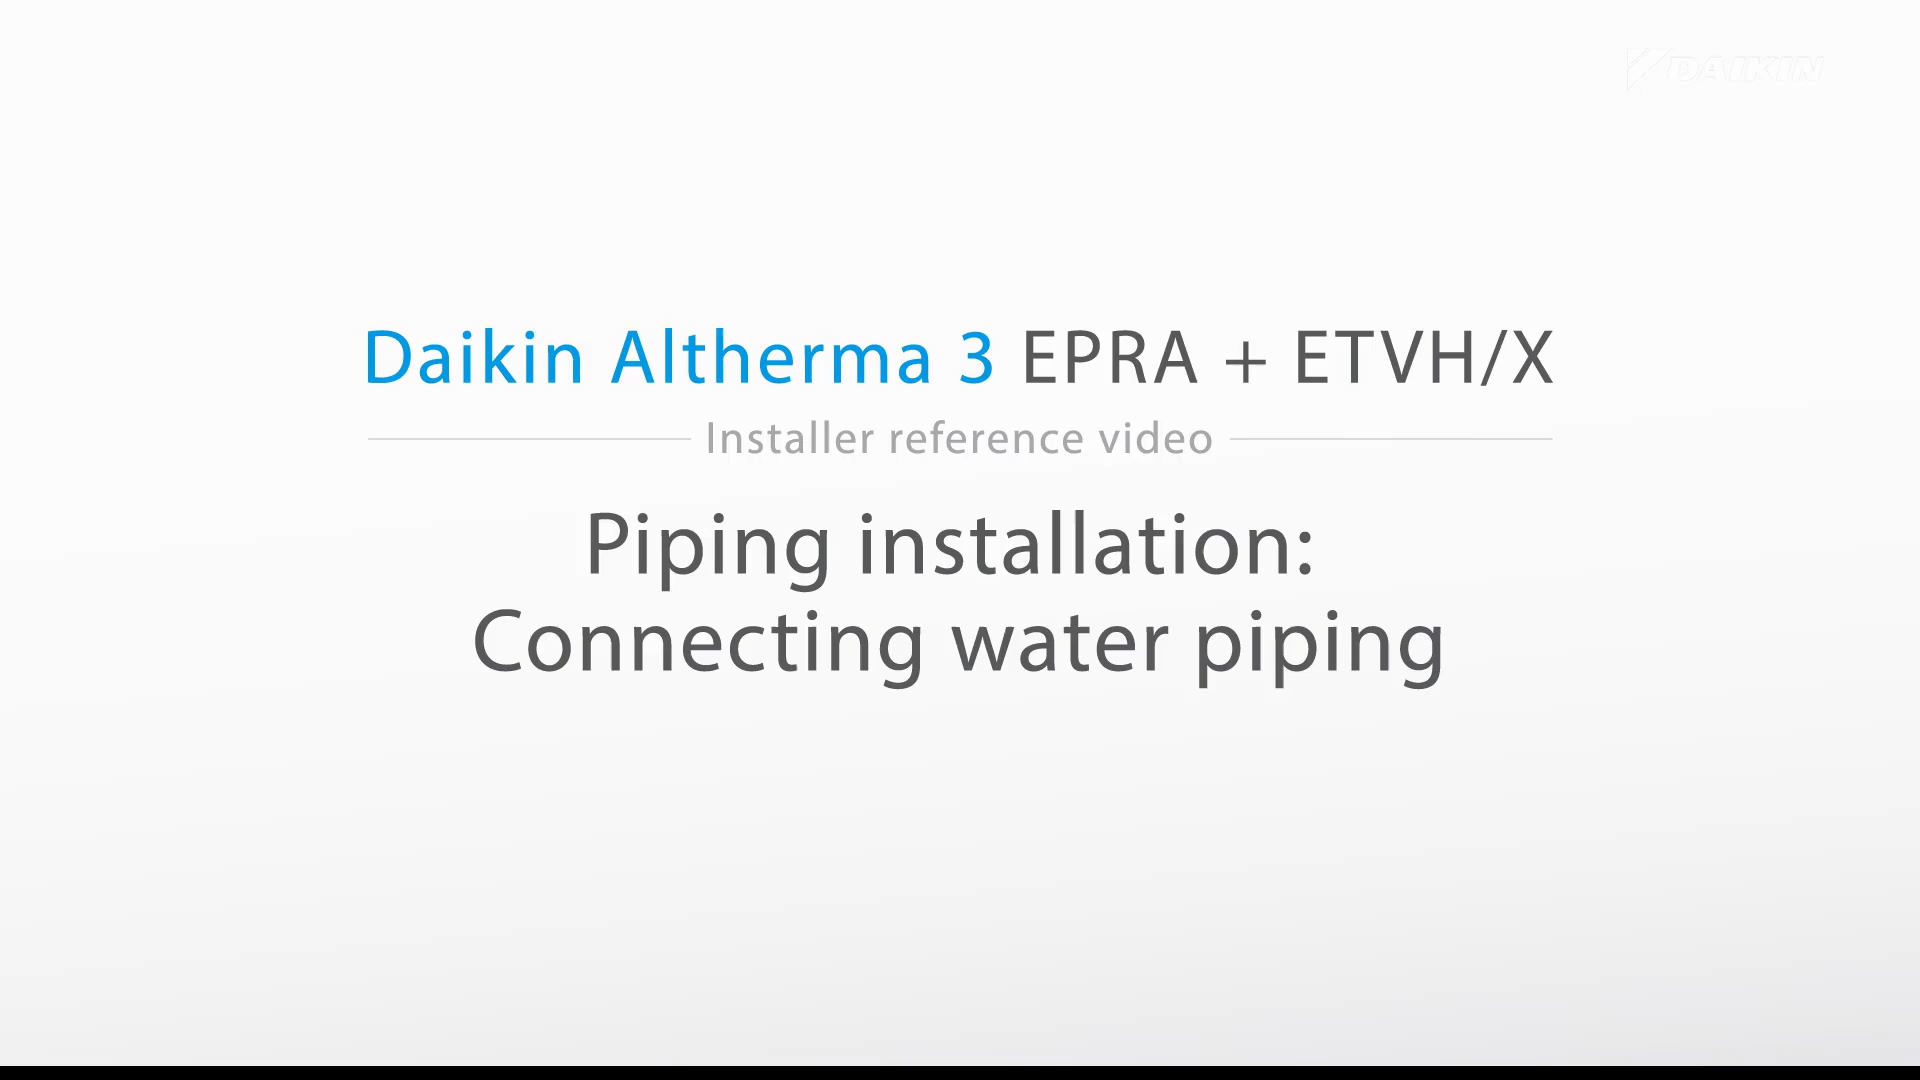 DAIKIN
Daikin Altherma 3 EPRA + ETVH/X
Installer reference video
Piping installation:
Connecting water piping